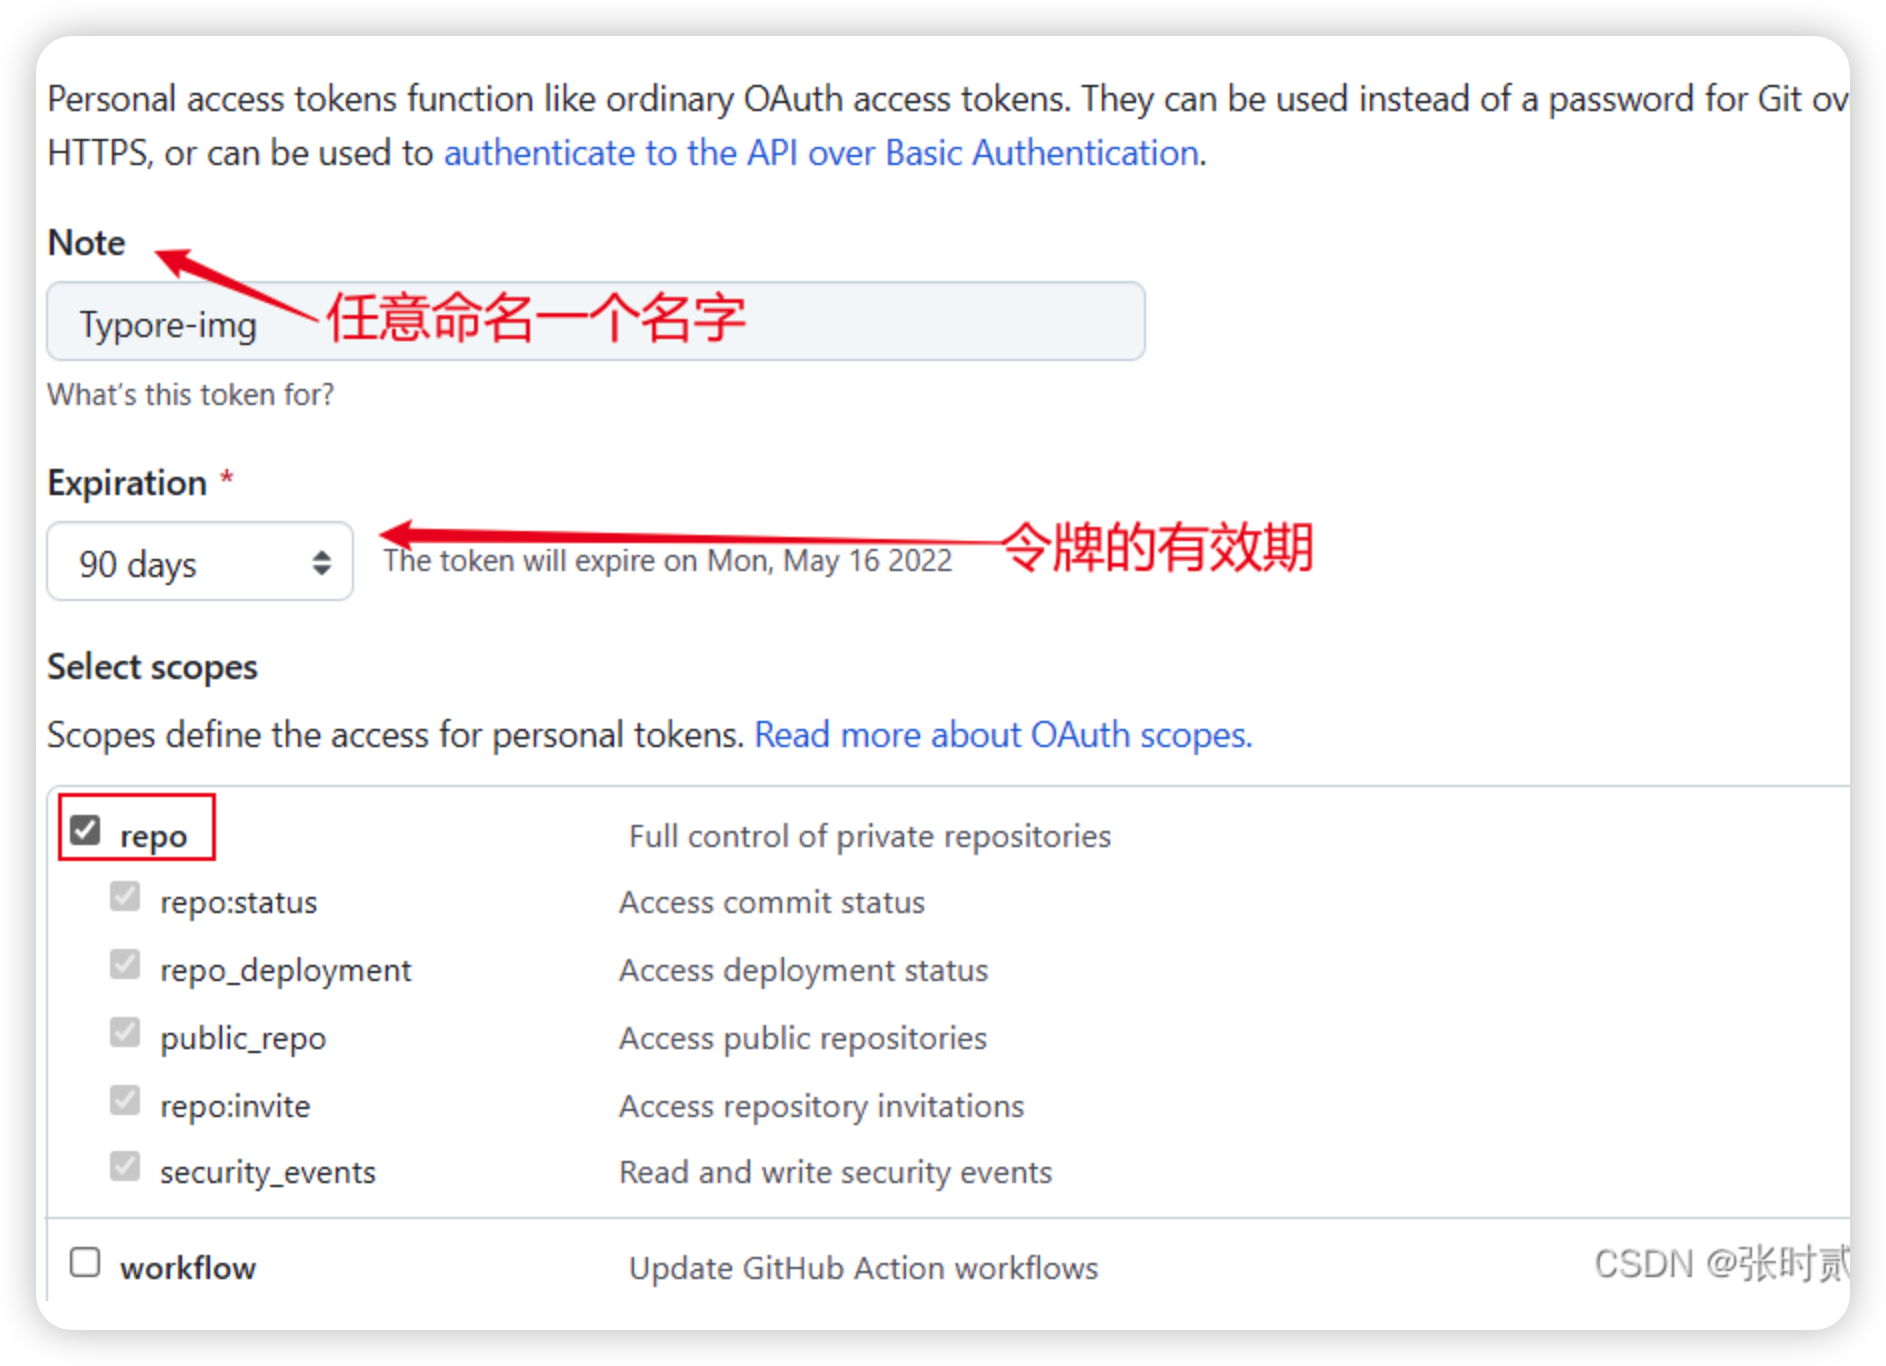 Personal access tokens function like ordinary OAuth access tokens. They can be used instead of a password for Git ov
HTTPS, or can be used to authenticate to the API over Basic Authentication.
Note
Typore-img
任意命名一个名字
What's this token for?
Expiration *
90 days
The token will expire on Mon, May 16 2022
令牌的有效期
Select scopes
Scopes define the access for personal tokens. Read more about OAuth scopes.
repo Full control of private repositories
repo:status Access commit status
repo_deployment Access deployment status
public_repo Access public repositories
repo:invite Access repository invitations
security_events Read and write security events
workflow Update GitHub Action workflows
CSDN @张时贰